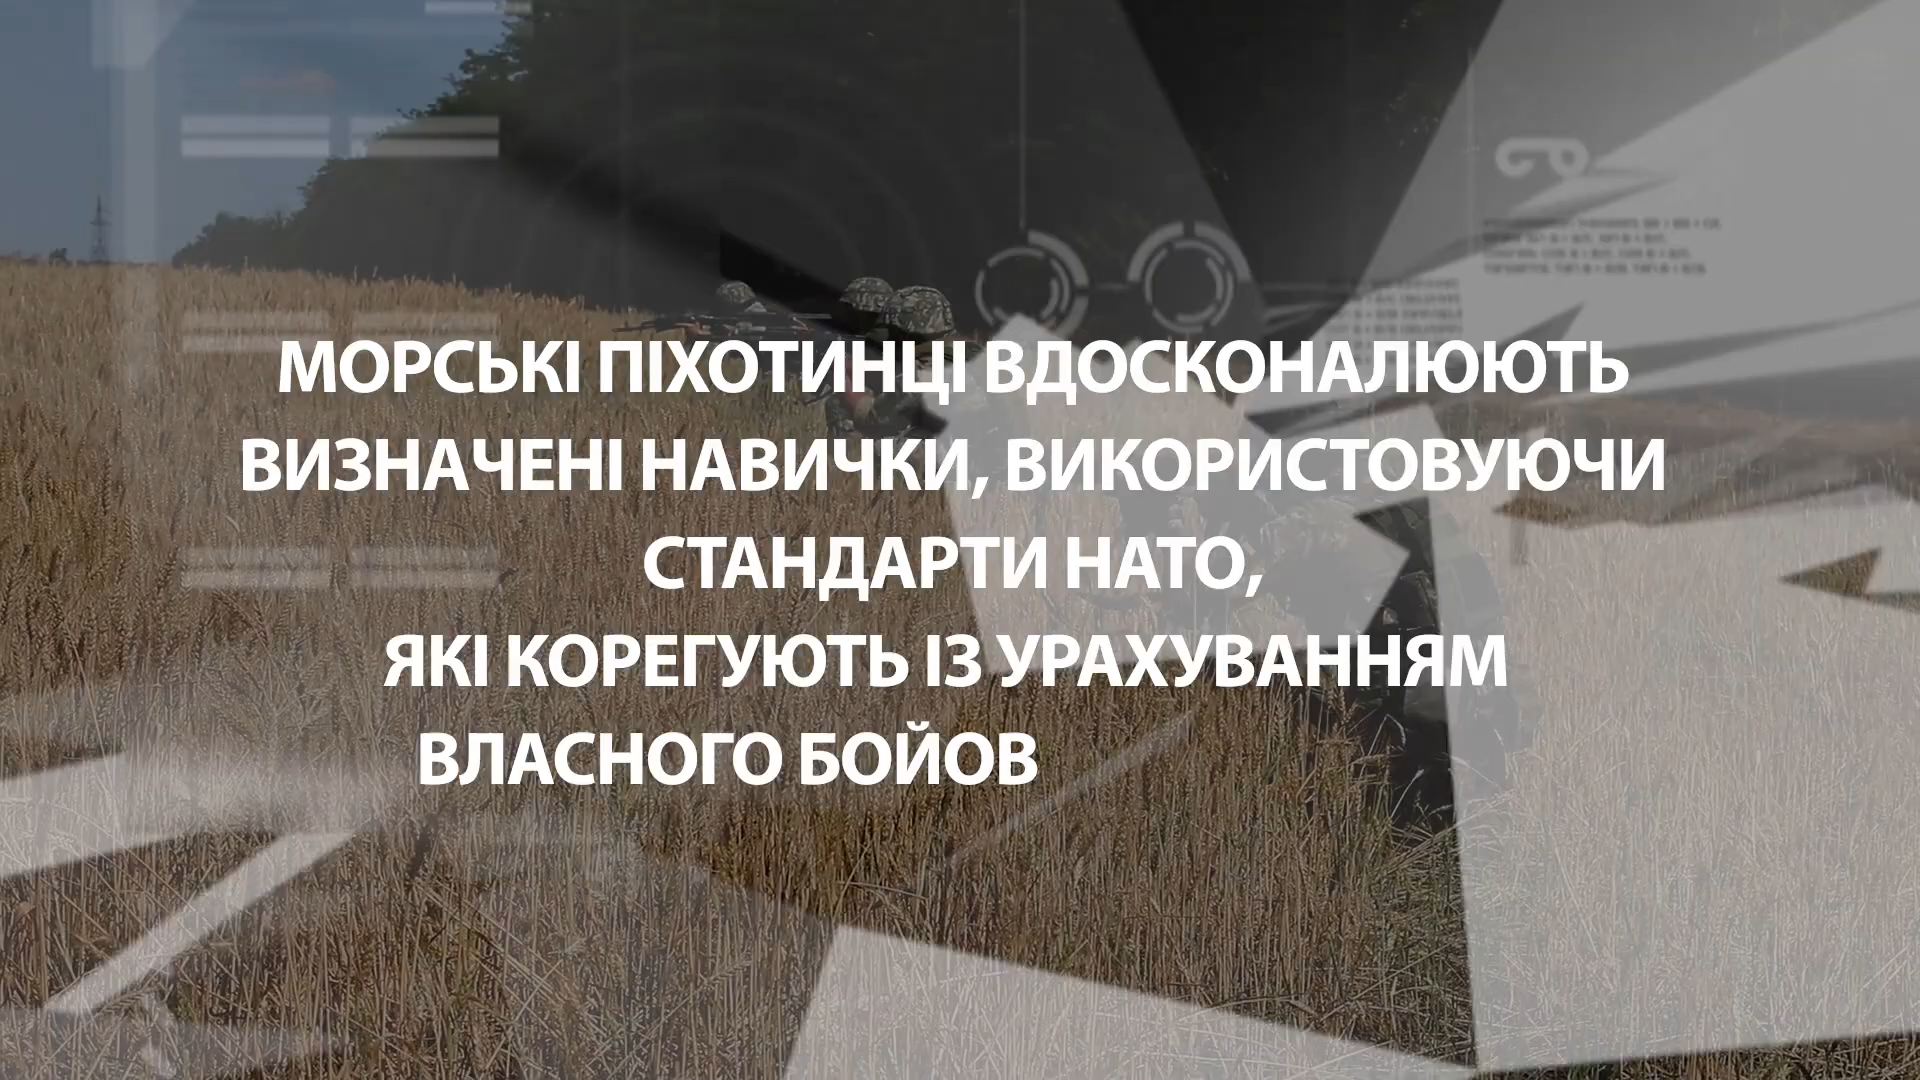 МОРСЬКІ ПІХОТИНЦІ ВДОСКОНАЛЮЮТЬ
ВИЗНАЧЕНІ НАВИЧКИ, ВИКОРИСТОВУЮЧИ
СТАНДАРТИ НАТО,
ЯКІ КОРЕГУЮТЬ ІЗ УРАХУВАННЯМ
ВЛАСНОГО БОЙОВ